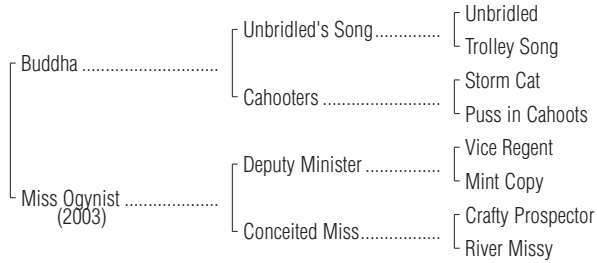 Unbridled
Unbridled's Song..............
Trolley Song
Buddha .............................
Storm Cat
Cahooters .........................
Puss in Cahoots
Vice Regent
Deputy Minister ................
Mint Copy
Miss Ogynist ....................
(2003)
Crafty Prospector
Conceited Miss.................
River Missy